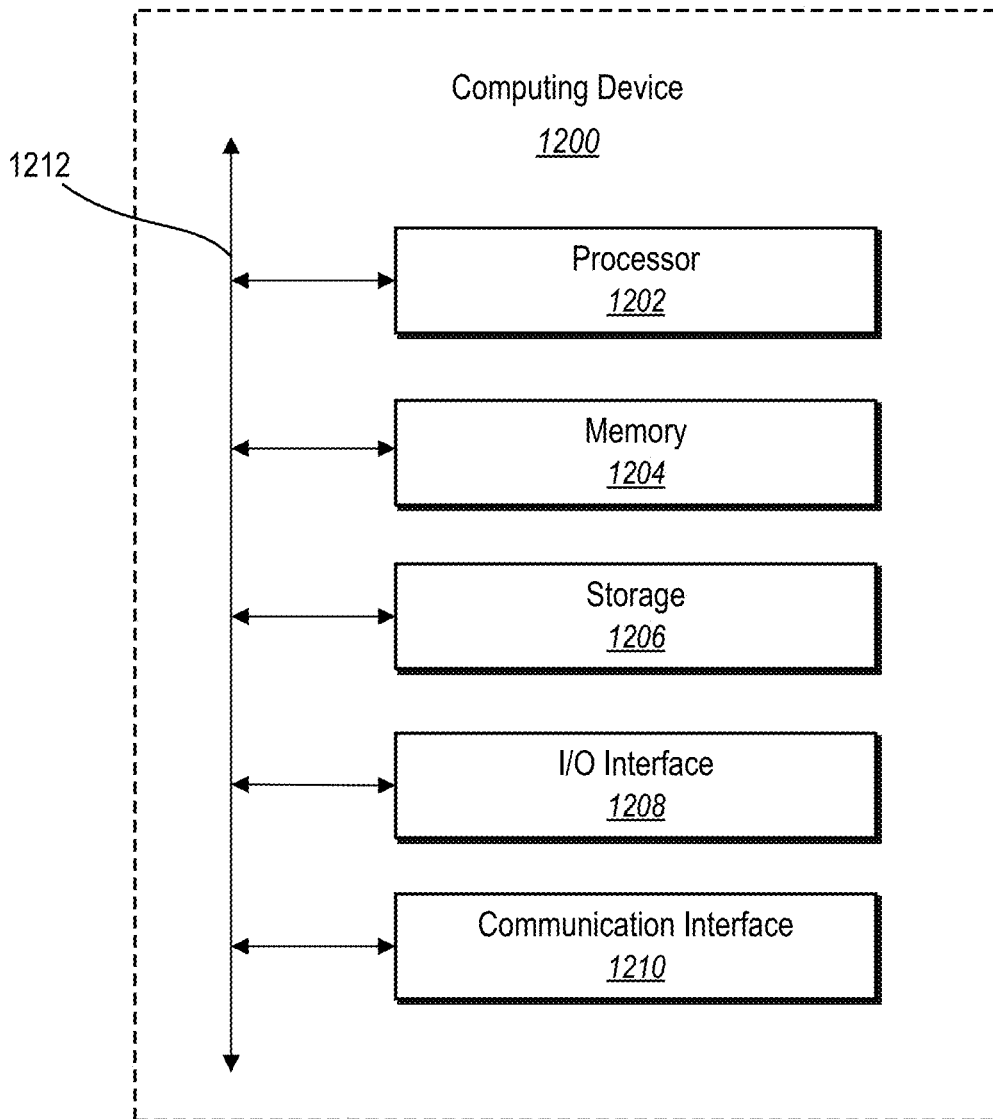 Computing Device
1200
1212
Processor
1202
Memory
1204
Storage
1206
I/O Interface
1208
Communication Interface
1210